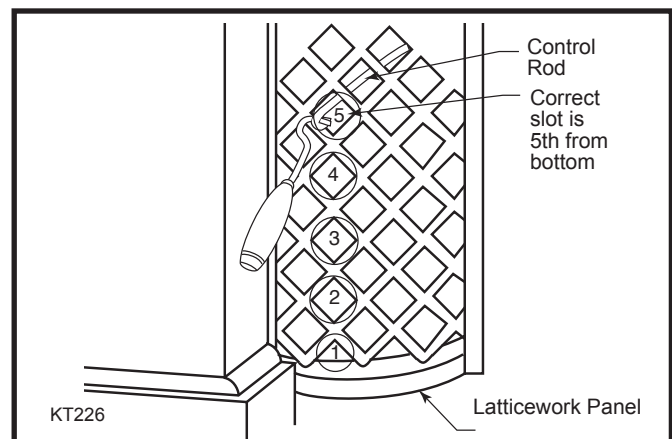 Control
Rod
Correct
slot is
5th from
bottom
5
4
3
2
1
Latticework Panel
KT226